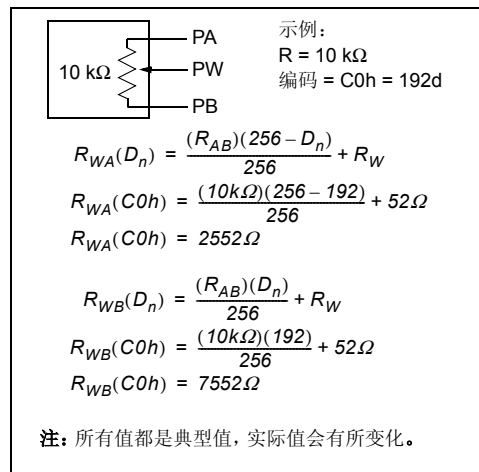 PA
示例:
R = 10 kΩ
10 kΩ
PW
编码 = C0h = 192d
PB
R_WA(D_n) = (R_AB)(256 – D_n) / 256 + R_W
R_WA(C0h) = (10kΩ)(256 – 192) / 256 + 52Ω
R_WA(C0h) = 2552Ω
R_WB(D_n) = (R_AB)(D_n) / 256 + R_W
R_WB(C0h) = (10kΩ)(192) / 256 + 52Ω
R_WB(C0h) = 7552Ω
注: 所有值都是典型值, 实际值会有所变化。